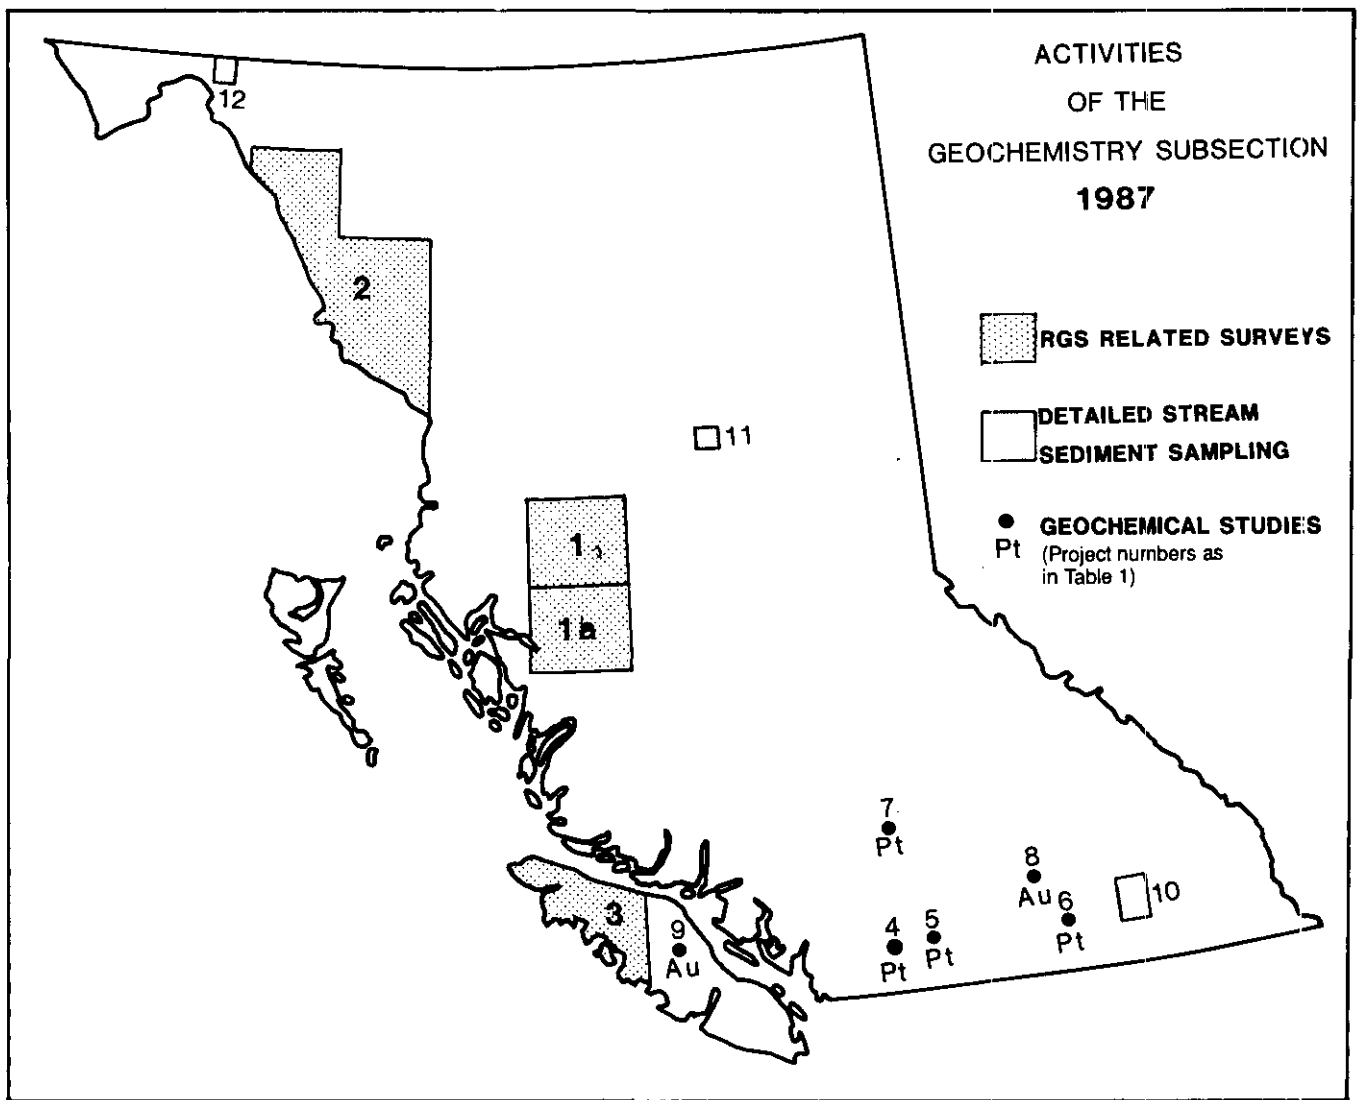 ACTIVITIES
OF THE
GEOCHEMISTRY SUBSECTION
1987
12
2
RGS RELATED SURVEYS
DETAILED STREAM
SEDIMENT SAMPLING
11
GEOCHEMICAL STUDIES
Pt
(Project numbers as
in Table 1)
1
1a
7
Pt
8
Au
10
6
Pt
3
9
Au
4
Pt
5
Pt